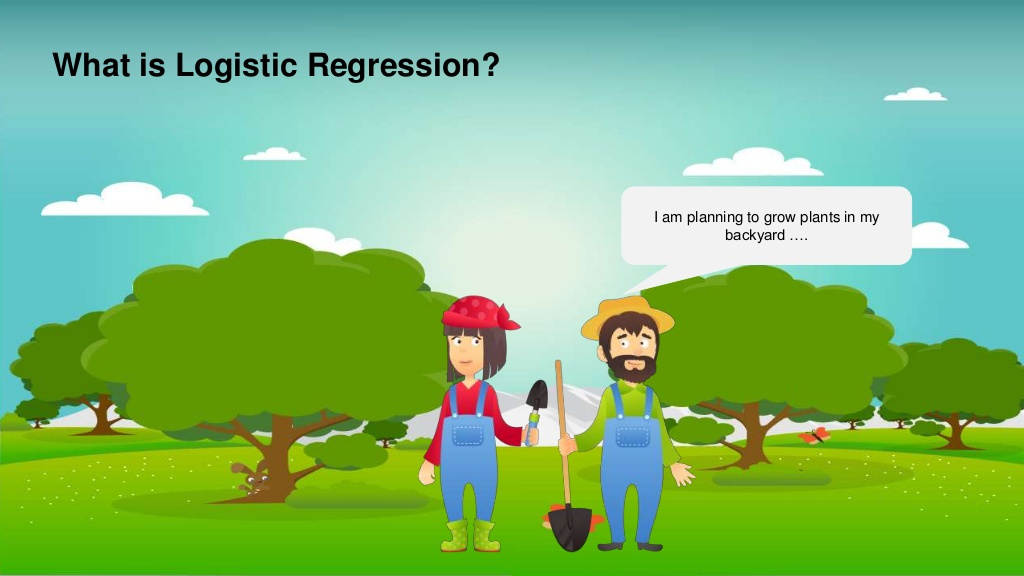 What is Logistic Regression?
I am planning to grow plants in my
backyard ….